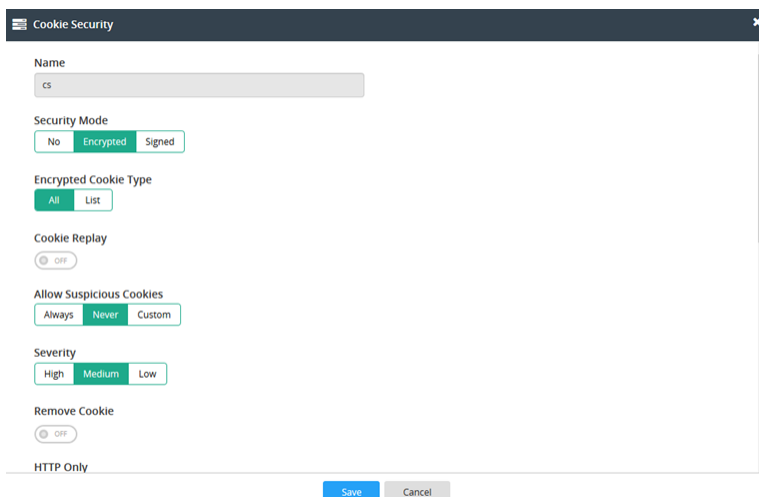 Cookie Security
Name
cs
Security Mode
No Encrypted Signed
Encrypted Cookie Type
All List
Cookie Replay
OFF
Allow Suspicious Cookies
Always Never Custom
Severity
High Medium Low
Remove Cookie
OFF
HTTP Only
Save Cancel